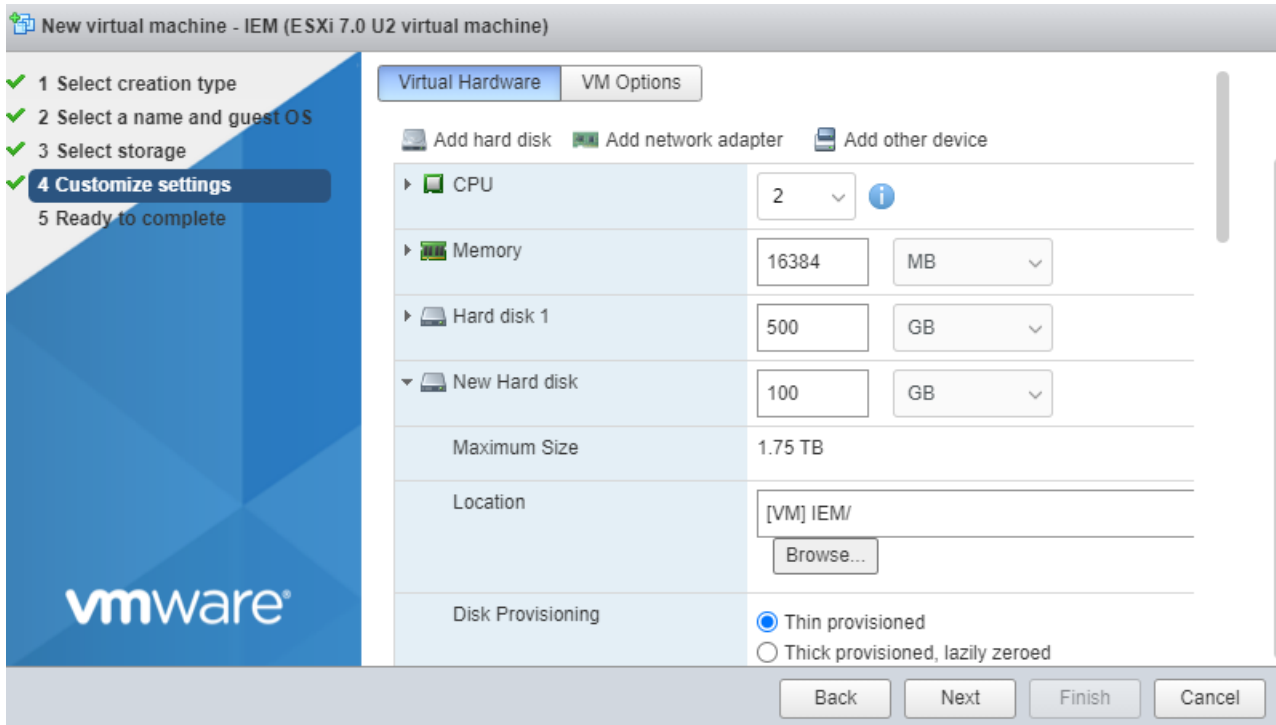 New virtual machine - IEM (ESXi 7.0 U2 virtual machine)
1 Select creation type
2 Select a name and guest OS
3 Select storage
4 Customize settings
5 Ready to complete
vmware®
Virtual Hardware VM Options
Add hard disk Add network adapter Add other device
CPU 2
Memory 16384 MB
Hard disk 1 500 GB
New Hard disk 100 GB
Maximum Size 1.75 TB
Location [VM] IEM/
Browse...
Disk Provisioning Thin provisioned
Thick provisioned, lazily zeroed
Back Next Finish Cancel